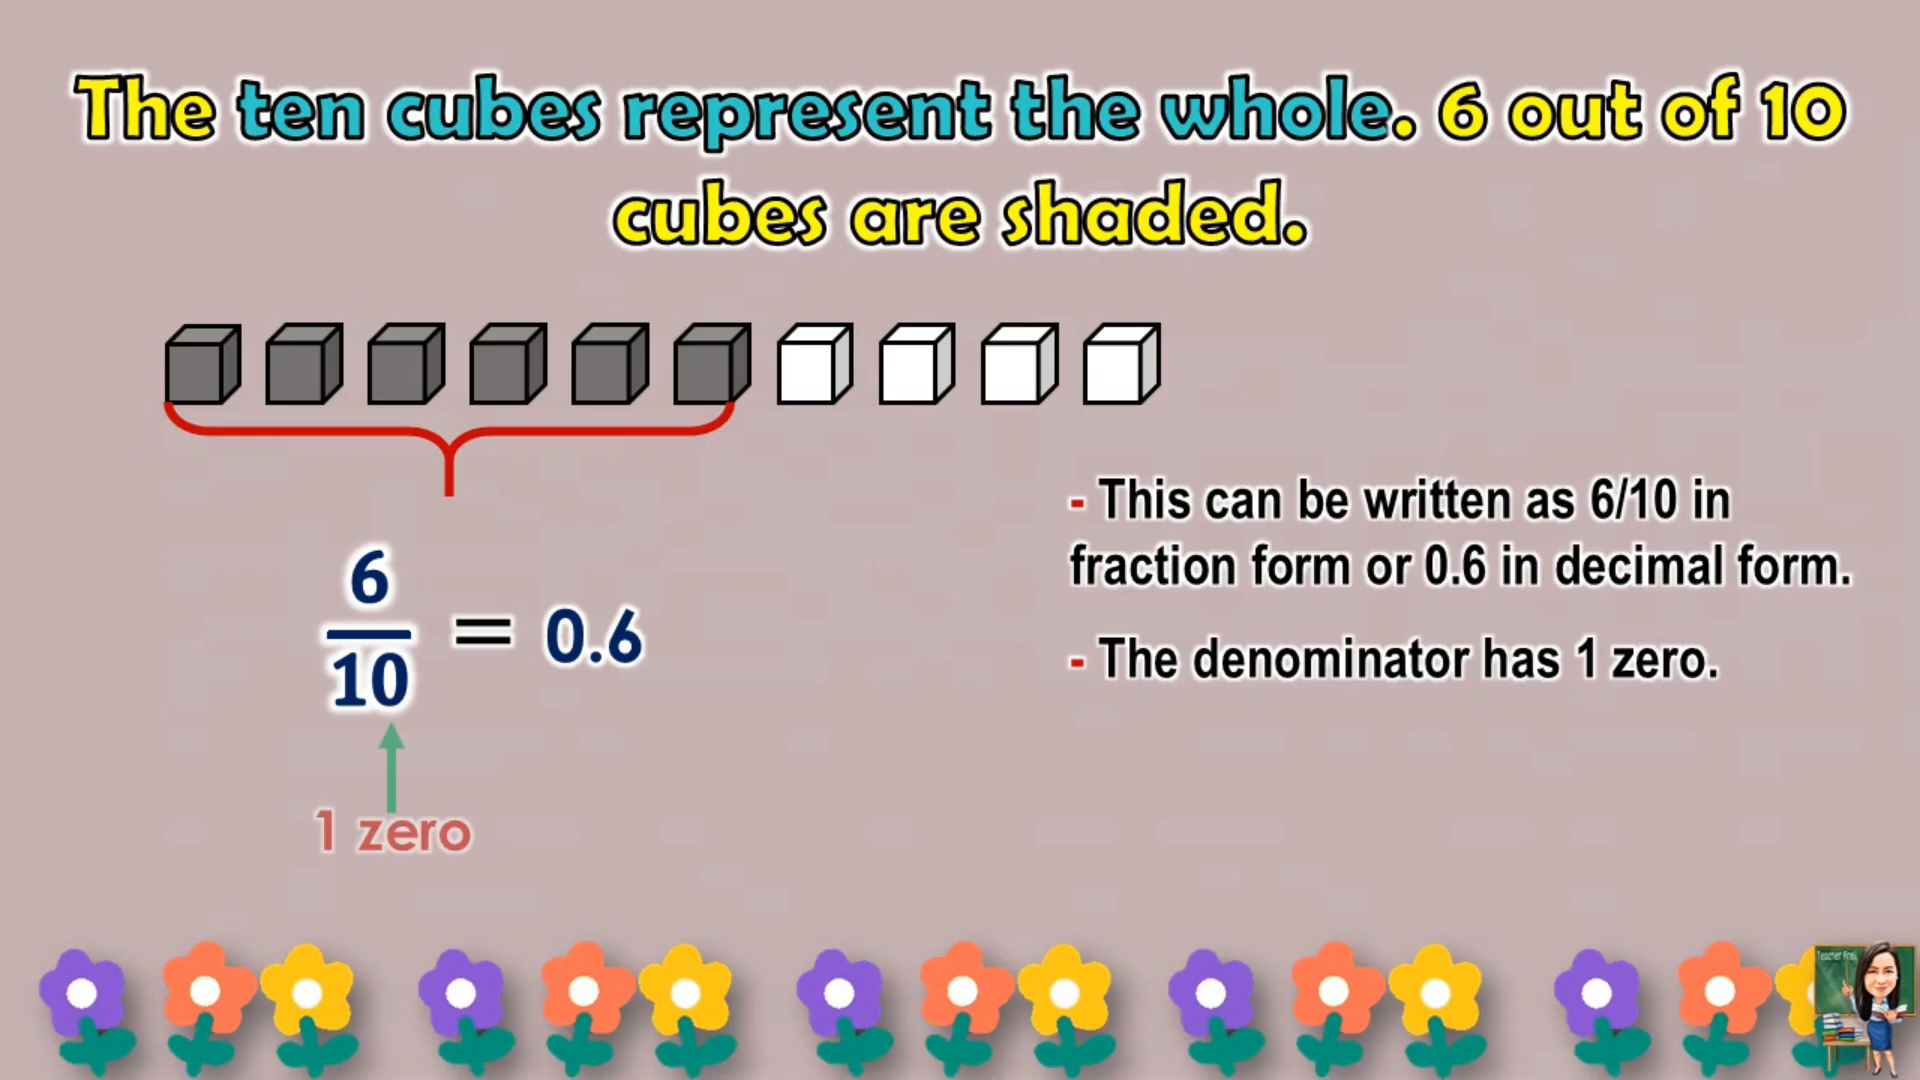 The ten cubes represent the whole. 6 out of 10
cubes are shaded.
- This can be written as 6/10 in
fraction form or 0.6 in decimal form.
6
10
= 0.6
- The denominator has 1 zero.
1 zero